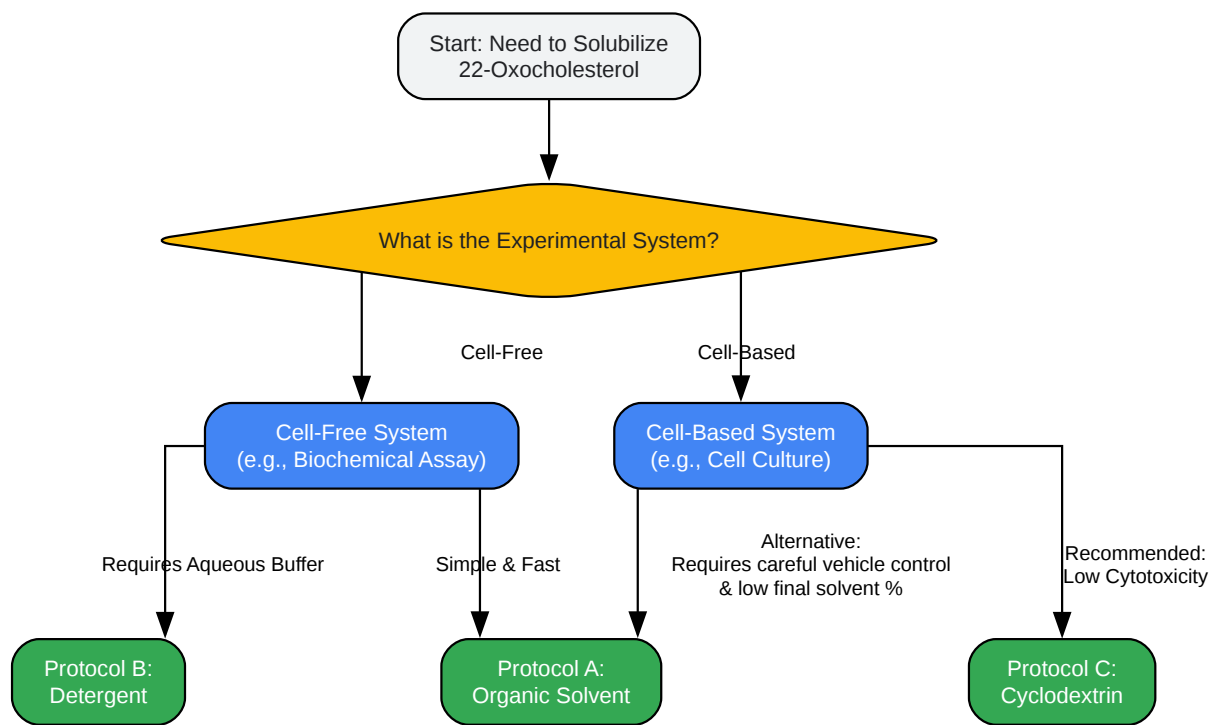 Start: Need to Solubilize
22-Oxocholesterol
What is the Experimental System?
Cell-Free
Cell-Based
Cell-Free System
(e.g., Biochemical Assay)
Cell-Based System
(e.g., Cell Culture)
Requires Aqueous Buffer
Simple & Fast
Alternative:
Requires careful vehicle control
& low final solvent %
Recommended:
Low Cytotoxicity
Protocol B:
Detergent
Protocol A:
Organic Solvent
Protocol C:
Cyclodextrin